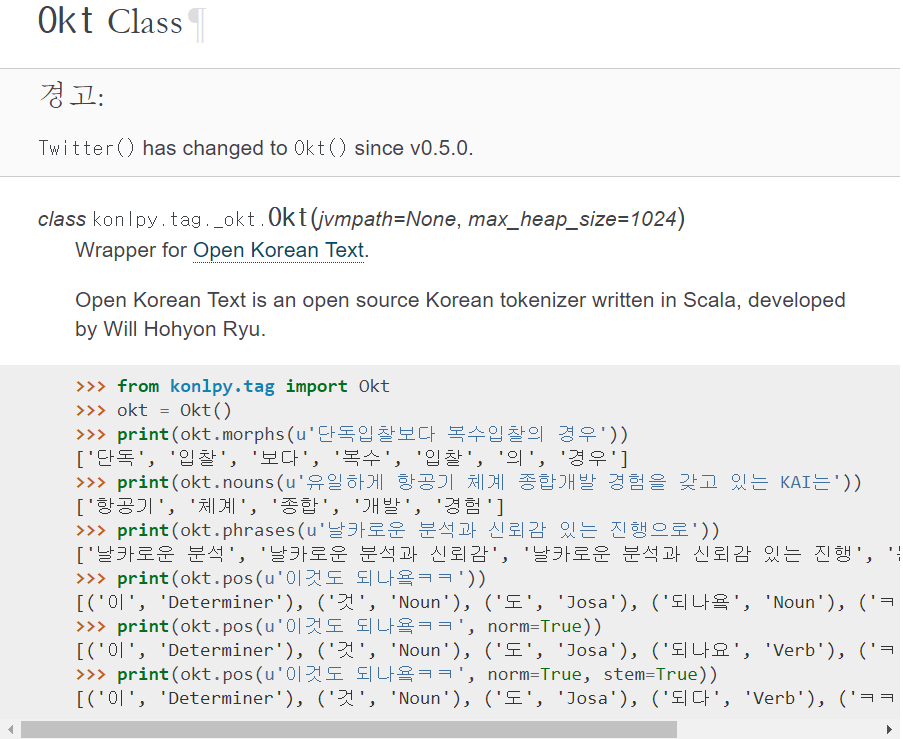 Okt Class¶
경고:
Twitter() has changed to Okt() since v0.5.0.
class konlpy.tag._okt.Okt(jvmpath=None, max_heap_size=1024)
Wrapper for Open Korean Text.
Open Korean Text is an open source Korean tokenizer written in Scala, developed
by Will Hohyon Ryu.
>>> from konlpy.tag import Okt
>>> okt = Okt()
>>> print(okt.morphs(u'단독입찰보다 복수입찰의 경우'))
['단독', '입찰', '보다', '복수', '입찰', '의', '경우']
>>> print(okt.nouns(u'유일하게 항공기 체계 종합개발 경험을 갖고 있는 KAI는'))
['항공기', '체계', '종합', '개발', '경험']
>>> print(okt.phrases(u'날카로운 분석과 신뢰감 있는 진행으로'))
['날카로운 분석', '날카로운 분석과 신뢰감', '날카로운 분석과 신뢰감 있는 진행', '
>>> print(okt.pos(u'이것도 되나욬ㅋㅋ'))
[('이', 'Determiner'), ('것', 'Noun'), ('도', 'Josa'), ('되나욬', 'Noun'), ('ㅋ
>>> print(okt.pos(u'이것도 되나욬ㅋㅋ', norm=True))
[('이', 'Determiner'), ('것', 'Noun'), ('도', 'Josa'), ('되나요', 'Verb'), ('ㅋ
>>> print(okt.pos(u'이것도 되나욬ㅋㅋ', norm=True, stem=True))
[('이', 'Determiner'), ('것', 'Noun'), ('도', 'Josa'), ('되다', 'Verb'), ('ㅋㅋ